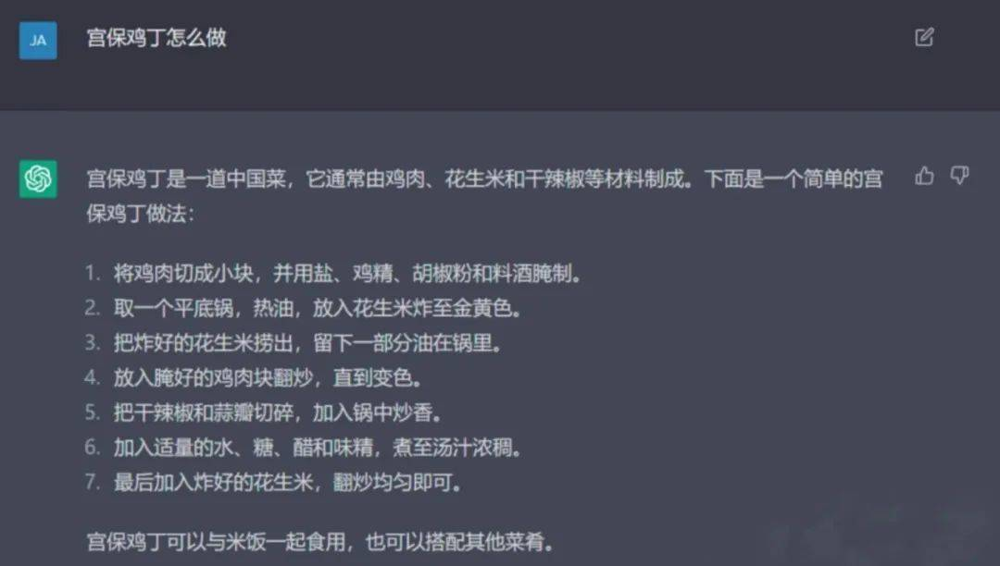 JA
宫保鸡丁怎么做
宫保鸡丁是一道中国菜，它通常由鸡肉、花生米和干辣椒等材料制成。下面是一个简单的宫
保鸡丁做法：
1. 将鸡肉切成小块，并用盐、鸡精、胡椒粉和料酒腌制。
2. 取一个平底锅，热油，放入花生米炸至金黄色。
3. 把炸好的花生米捞出，留下一部分油在锅里。
4. 放入腌好的鸡肉块翻炒，直到变色。
5. 把干辣椒和蒜瓣切碎，加入锅中炒香。
6. 加入适量的水、糖、醋和味精，煮至汤汁浓稠。
7. 最后加入炸好的花生米，翻炒均匀即可。
宫保鸡丁可以与米饭一起食用，也可以搭配其他菜肴。